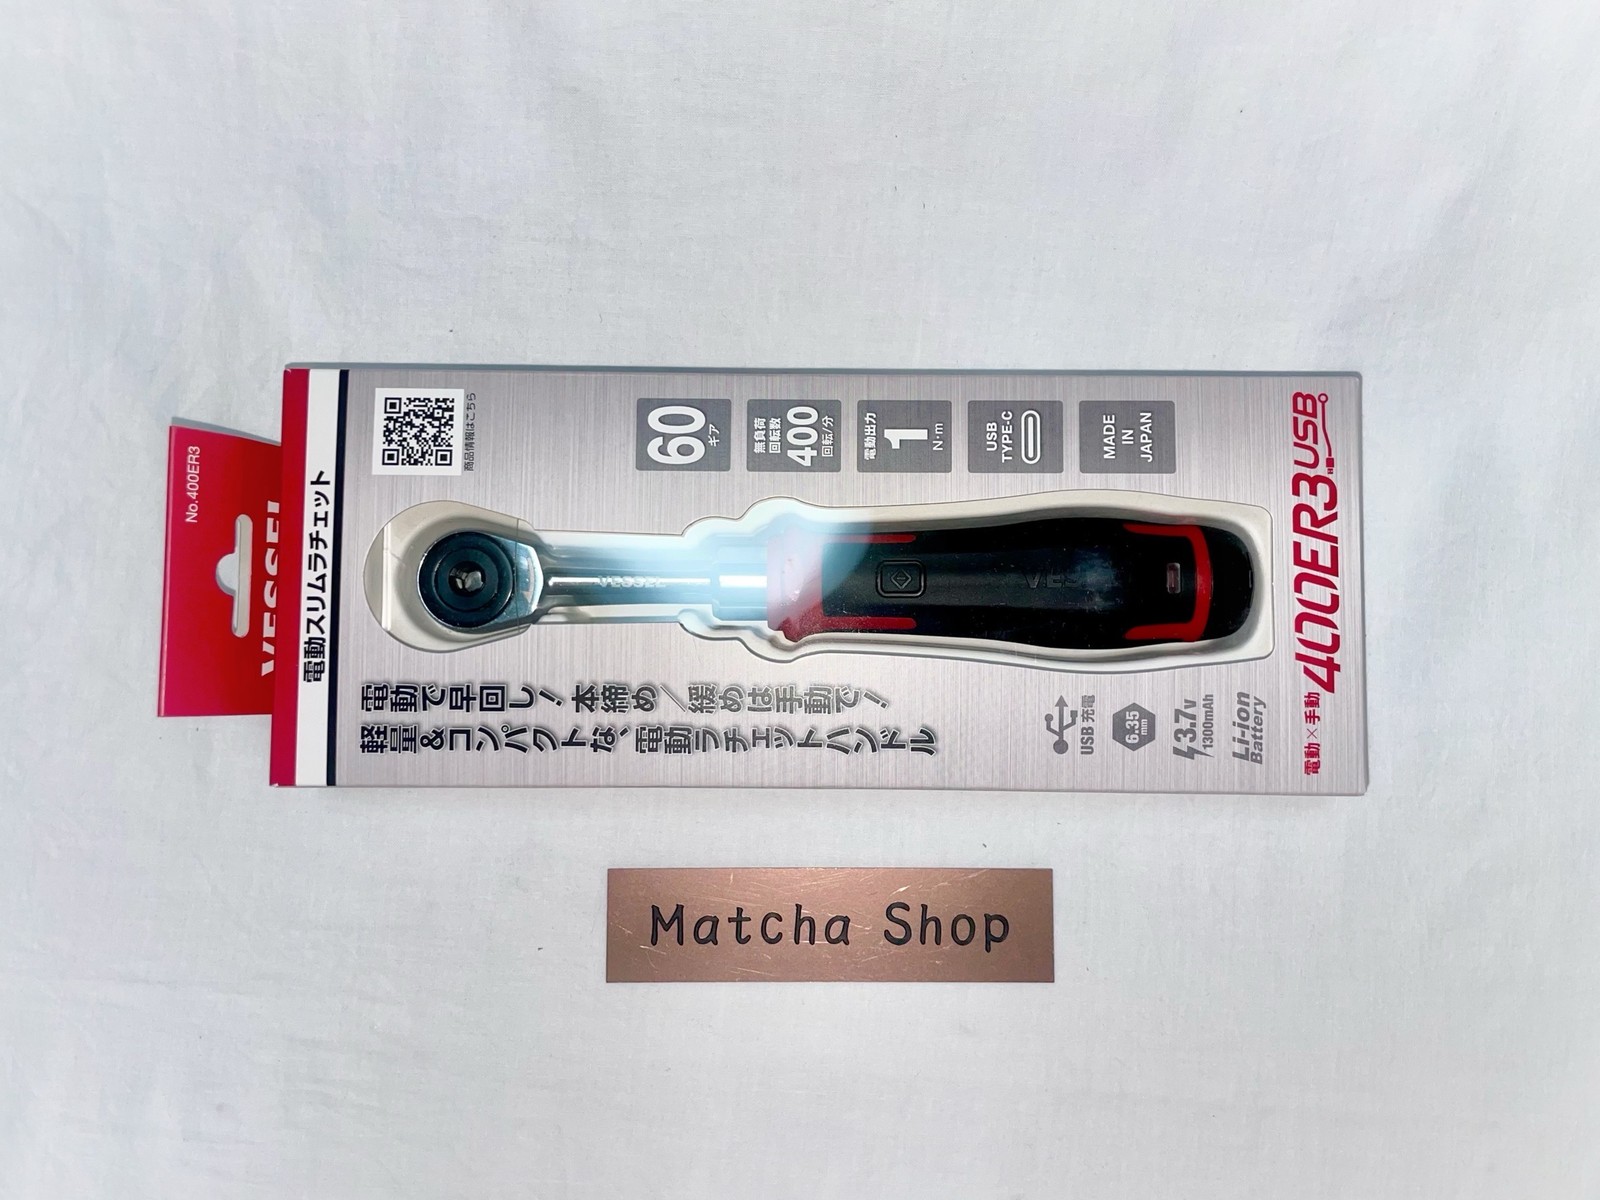 No.400ER3
VESSEL
電動スリムラチェット
商品情報はこちら
60
ギア
無負荷
回転数
400
回転/分
電動出力
1
N·m
USB
TYPE-C
MADE
IN
JAPAN
VESSEL
電動で早回し！本締め／緩めは手動で！
軽量＆コンパクトな、電動ラチェットハンドル
USB 充電
6.35
mm
3.7V
1300mAh
Li-ion
Battery
電動×手動
400ER3USB
Matcha Shop